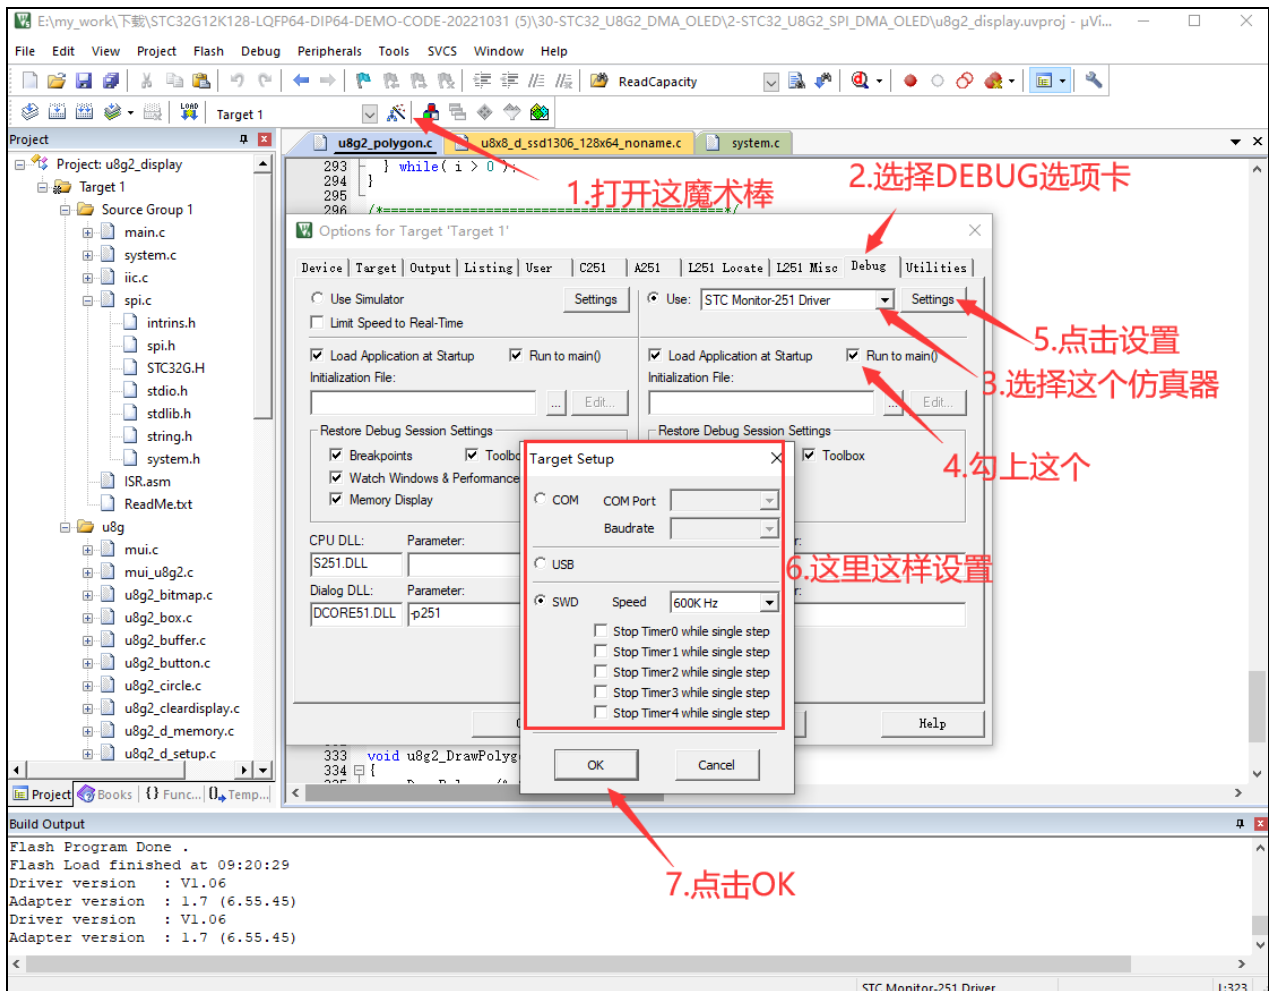 E:\my_work\下载\STC32G12K128-LQFP64-DIP64-DEMO-CODE-20221031 (5)\30-STC32_U8G2_DMA_OLED\2-STC32_U8G2_SPI_DMA_OLED\u8g2_display.uvproj - µVi...
File Edit View Project Flash Debug Peripherals Tools SVCS Window Help
ReadCapacity
LOAD Target 1
Project
u8g2_polygon.c u8x8_d_ssd1306_128x64_noname.c system.c
Project: u8g2_display
Target 1
Source Group 1
main.c
system.c
iic.c
spi.c
intrins.h
spi.h
STC32G.H
stdio.h
stdlib.h
string.h
system.h
ISR.asm
ReadMe.txt
u8g
mui.c
mui_u8g2.c
u8g2_bitmap.c
u8g2_box.c
u8g2_buffer.c
u8g2_button.c
u8g2_circle.c
u8g2_cleardisplay.c
u8g2_d_memory.c
u8g2_d_setup.c
Project Books {} Func... Temp...
293 } while( i > 0 );
294 }
295
296 /*============================================*/
1.打开这魔术棒
2.选择DEBUG选项卡
Options for Target 'Target 1'
Device Target Output Listing User C251 A251 L251 Locate L251 Misc Debug Utilities
Use Simulator Settings
Limit Speed to Real-Time
Use: STC Monitor-251 Driver Settings
Load Application at Startup Run to main()
Initialization File:
... Edit...
Load Application at Startup Run to main()
Initialization File:
... Edit...
5.点击设置
3.选择这个仿真器
4.勾上这个
Restore Debug Session Settings
Breakpoints Toolbo
Watch Windows & Performance
Memory Display
Restore Debug Session Settings
Toolbox
CPU DLL: Parameter:
S251.DLL
Dialog DLL: Parameter:
DCORE51.DLL -p251
Help
Target Setup
COM COM Port
Baudrate
USB
SWD Speed 600K Hz
Stop Timer0 while single step
Stop Timer1 while single step
Stop Timer2 while single step
Stop Timer3 while single step
Stop Timer4 while single step
OK Cancel
6.这里这样设置
7.点击OK
333 void u8g2_DrawPolyg
334 {
Build Output
Flash Program Done .
Flash Load finished at 09:20:29
Driver version : V1.06
Adapter version : 1.7 (6.55.45)
Driver version : V1.06
Adapter version : 1.7 (6.55.45)
STC Monitor-251 Driver L:323